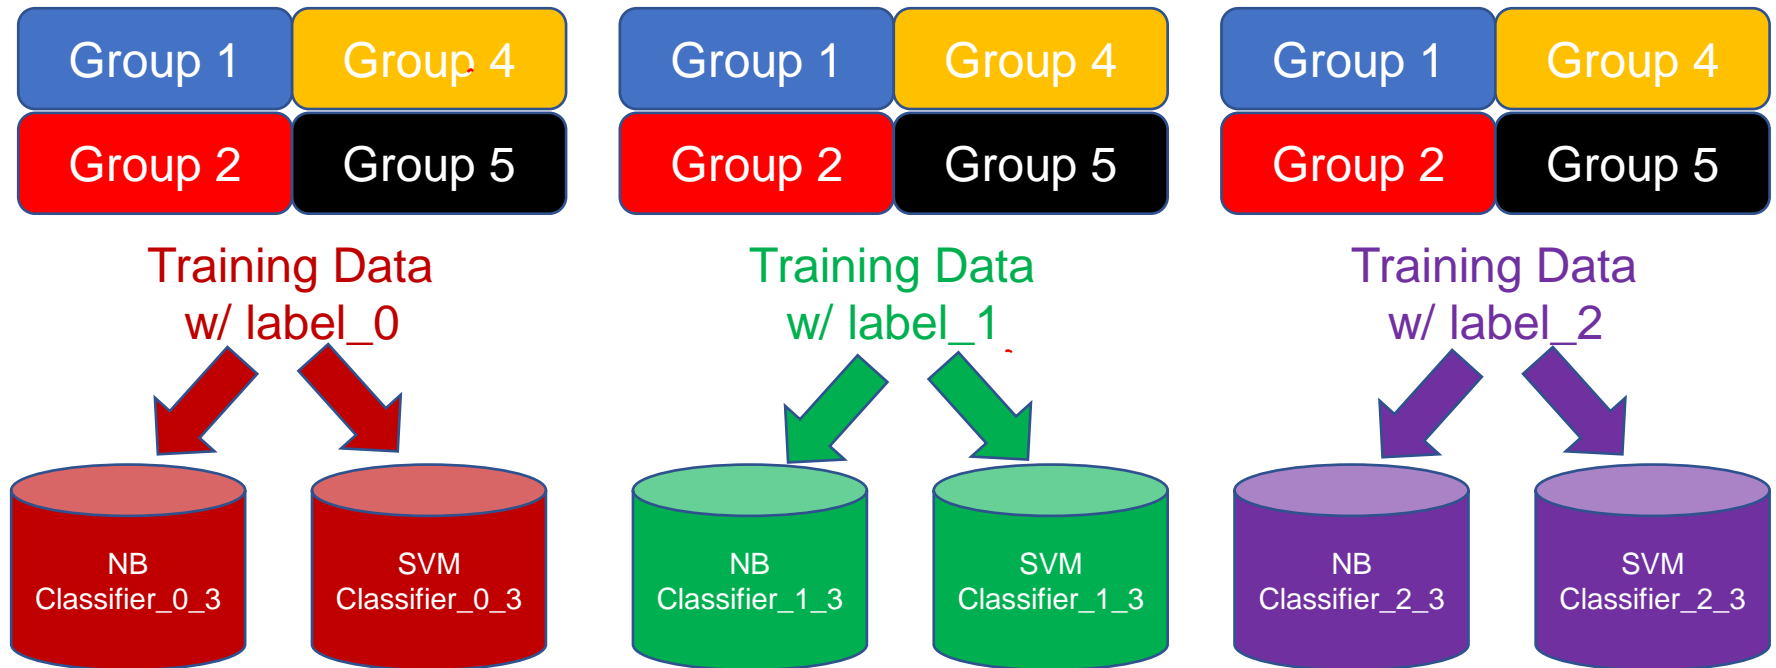 Group 1
Group 4
Group 2
Group 5
Training Data
w/ label_0
NB
Classifier_0_3
SVM
Classifier_0_3
Group 1
Group 4
Group 2
Group 5
Training Data
w/ label_1
NB
Classifier_1_3
SVM
Classifier_1_3
Group 1
Group 4
Group 2
Group 5
Training Data
w/ label_2
NB
Classifier_2_3
SVM
Classifier_2_3